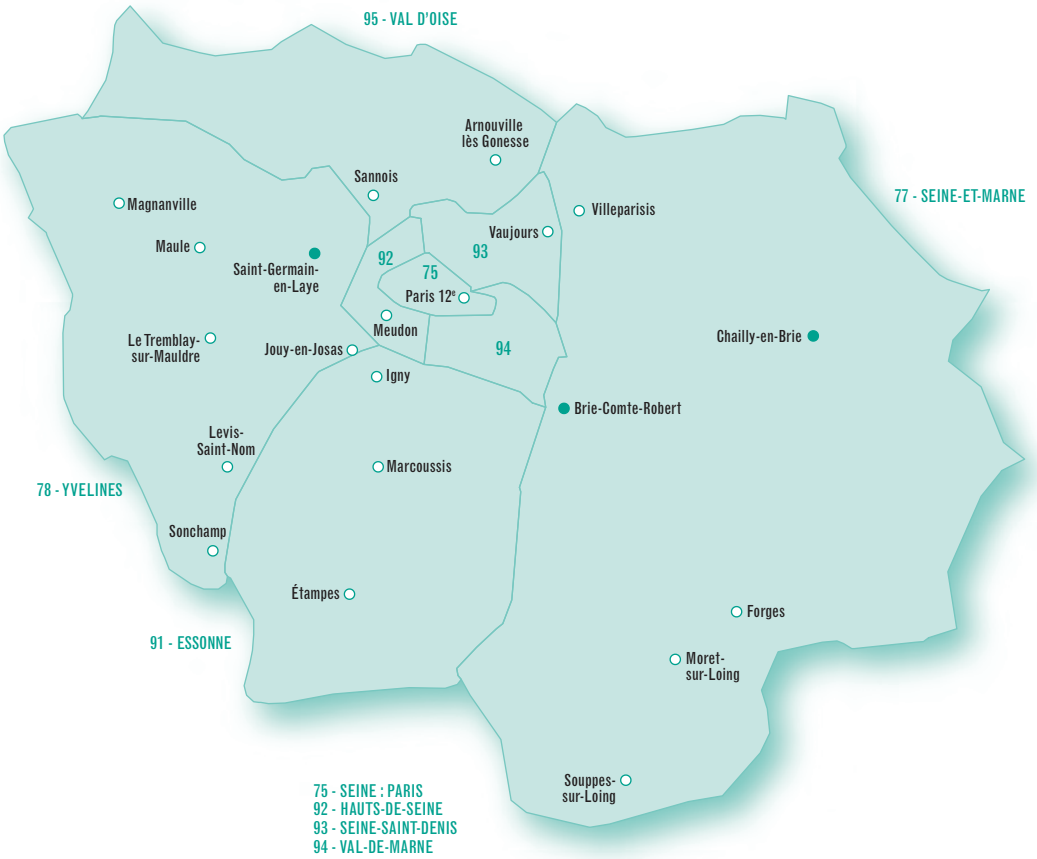 95 - VAL D'OISE
Arnouville
lès Gonesse
Sannois
77 - SEINE-ET-MARNE
Magnanville
Villeparisis
Vaujours
Maule
93
92
Saint-Germain-
en-Laye
75
Paris 12e
Meudon
Chailly-en-Brie
Le Tremblay-
sur-Mauldre
Jouy-en-Josas
94
Igny
Brie-Comte-Robert
Levis-
Saint-Nom
Marcoussis
78 - YVELINES
Sonchamp
Étampes
Forges
91 - ESSONNE
Moret-
sur-Loing
Souppes-
sur-Loing
75 - SEINE : PARIS
92 - HAUTS-DE-SEINE
93 - SEINE-SAINT-DENIS
94 - VAL-DE-MARNE